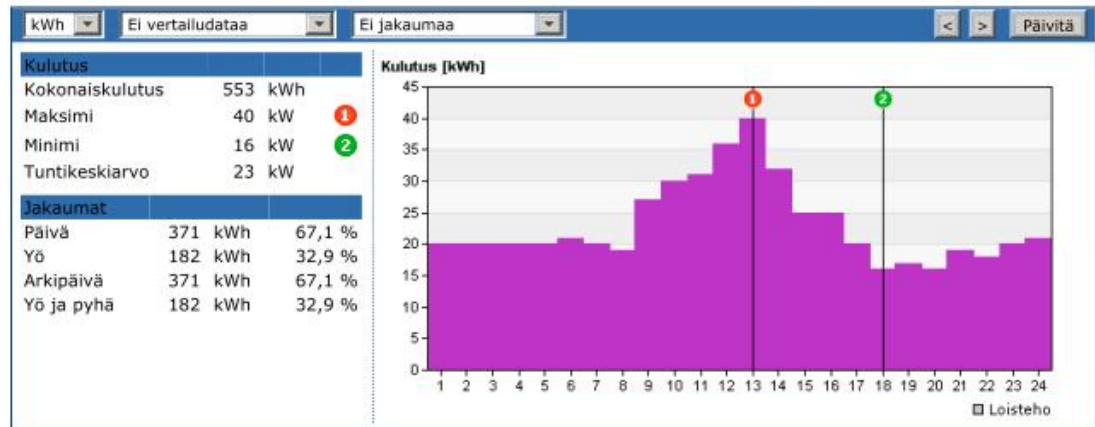 kWh Ei vertailudataa Ei jakaumaa < > Päivitä
Kulutus
Kokonaiskulutus 553 kWh
Maksimi 40 kW 1
Minimi 16 kW 2
Tuntikeskiarvo 23 kW
Jakaumat
Päivä 371 kWh 67,1 %
Yö 182 kWh 32,9 %
Arkipäivä 371 kWh 67,1 %
Yö ja pyhä 182 kWh 32,9 %
Kulutus [kWh]
1 2
45
40
35
30
25
20
15
10
5
0
1 2 3 4 5 6 7 8 9 10 11 12 13 14 15 16 17 18 19 20 21 22 23 24
Loisteho